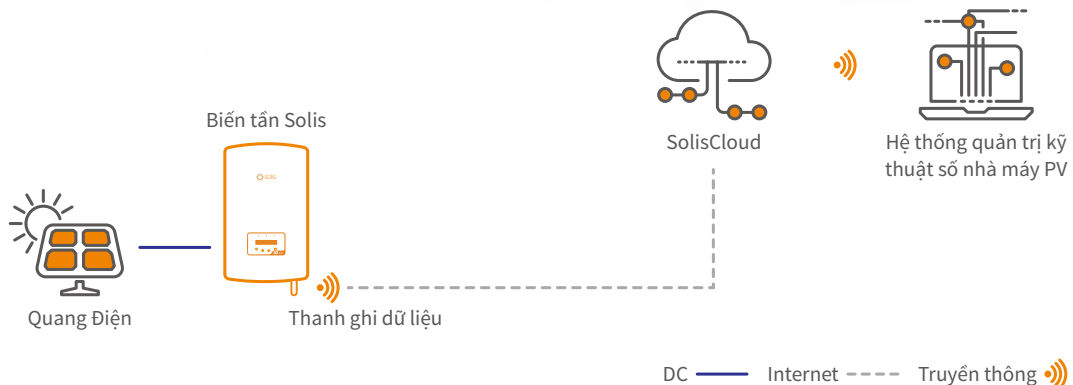 Biến tần Solis
SOLIS
SolisCloud
Hệ thống quản trị kỹ
thuật số nhà máy PV
Quang Điện
Thanh ghi dữ liệu
DC
Internet
Truyền thông